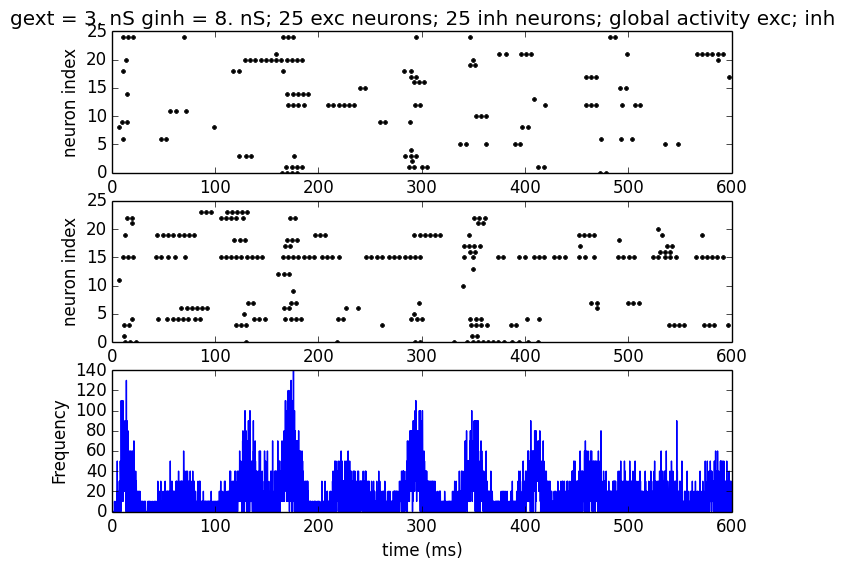 gext = 3. nS ginh = 8. nS; 25 exc neurons; 25 inh neurons; global activity exc; inh
25
20
15
10
5
0
neuron index
0 100 200 300 400 500 600
25
20
15
10
5
0
neuron index
0 100 200 300 400 500 600
140
120
100
80
60
40
20
0
Frequency
0 100 200 300 400 500 600
time (ms)